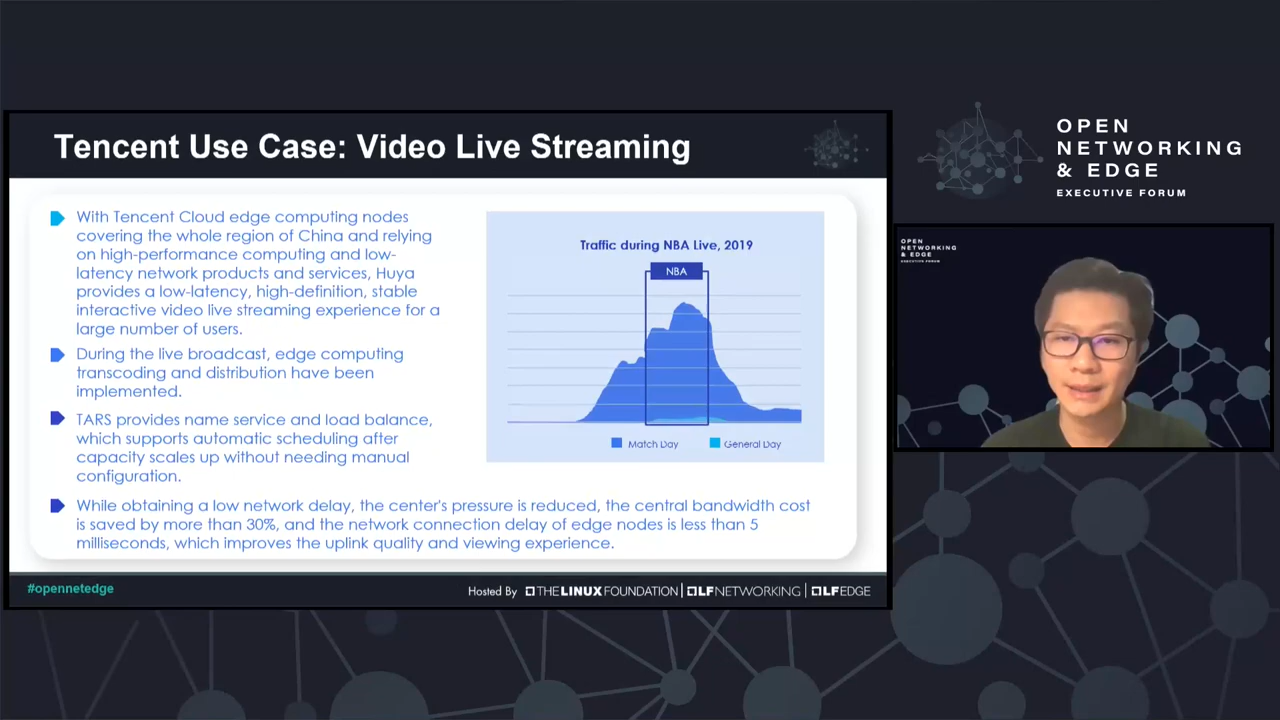 Tencent Use Case: Video Live Streaming
With Tencent Cloud edge computing nodes
covering the whole region of China and relying
on high-performance computing and low-
latency network products and services, Huya
provides a low-latency, high-definition, stable
interactive video live streaming experience for a
large number of users.
During the live broadcast, edge computing
transcoding and distribution have been
implemented.
TARS provides name service and load balance,
which supports automatic scheduling after
capacity scales up without needing manual
configuration.
While obtaining a low network delay, the center's pressure is reduced, the central bandwidth cost
is saved by more than 30%, and the network connection delay of edge nodes is less than 5
milliseconds, which improves the uplink quality and viewing experience.
Traffic during NBA Live, 2019
NBA
Match Day
General Day
#opennetedge
Hosted By THE LINUX FOUNDATION | LF NETWORKING | LF EDGE
OPEN
NETWORKING
& EDGE
EXECUTIVE FORUM
OPEN
NETWORKING
& EDGE
EXECUTIVE FORUM